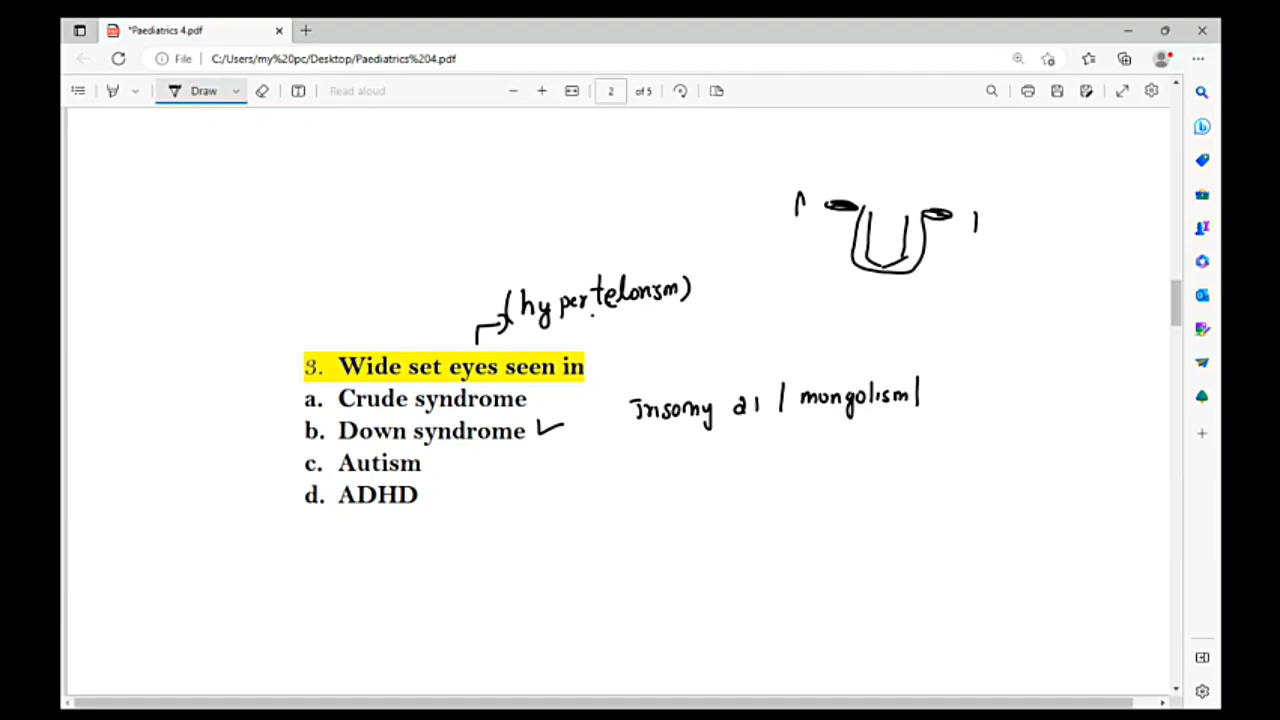 *Paediatrics 4.pdf
File C:/Users/my%20pc/Desktop/Paediatrics%204.pdf
Draw Read aloud 2 of 5
(hypertelorism)
3. Wide set eyes seen in
a. Crude syndrome
Trisomy 21 | mongolism |
b. Down syndrome
c. Autism
d. ADHD